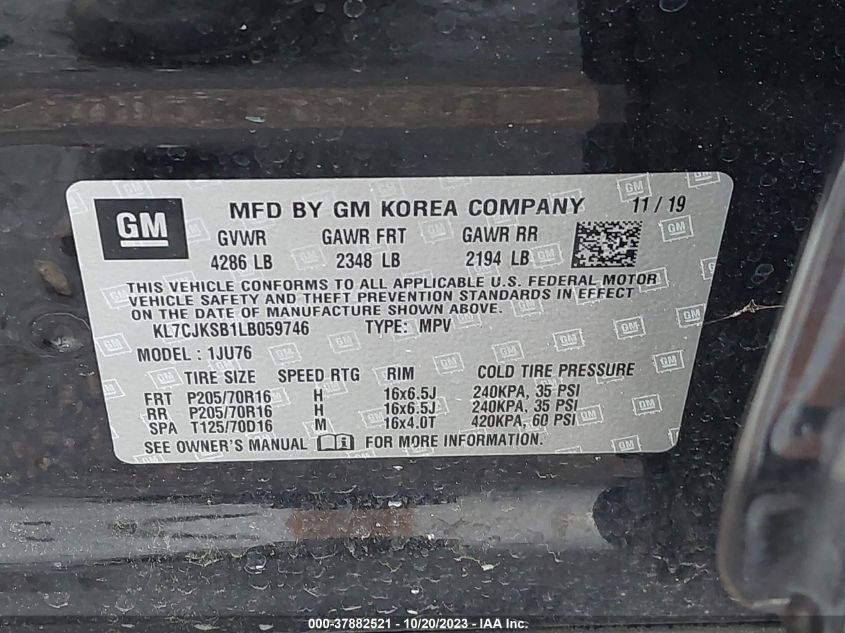 GM MFD BY GM KOREA COMPANY 11 / 19
GVWR GAWR FRT GAWR RR
4286 LB 2348 LB 2194 LB
THIS VEHICLE CONFORMS TO ALL APPLICABLE U.S. FEDERAL MOTOR
VEHICLE SAFETY AND THEFT PREVENTION STANDARDS IN EFFECT
ON THE DATE OF MANUFACTURE SHOWN ABOVE.
KL7CJKSB1LB059746 TYPE: MPV
MODEL : 1JU76
TIRE SIZE SPEED RTG RIM COLD TIRE PRESSURE
FRT P205/70R16 H 16x6.5J 240KPA, 35 PSI
RR P205/70R16 H 16x6.5J 240KPA, 35 PSI
SPA T125/70D16 M 16x4.0T 420KPA, 60 PSI
SEE OWNER'S MANUAL FOR MORE INFORMATION.
000-37882521 - 10/20/2023 - IAA Inc.